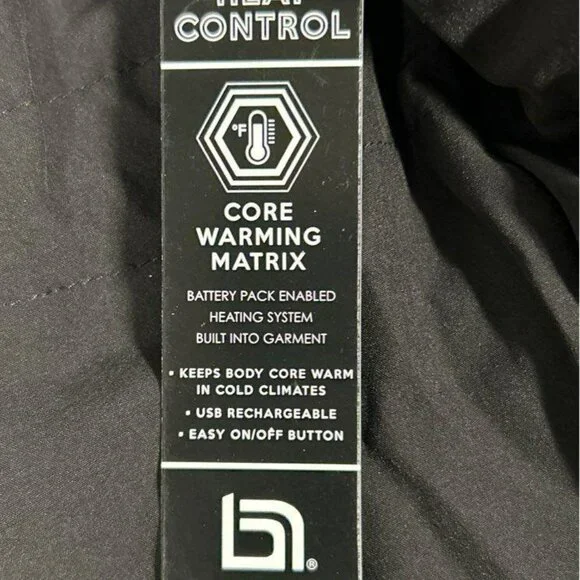 HEAT
CONTROL
°F
CORE
WARMING
MATRIX
BATTERY PACK ENABLED
HEATING SYSTEM
BUILT INTO GARMENT
• KEEPS BODY CORE WARM
IN COLD CLIMATES
• USB RECHARGEABLE
• EASY ON/OFF BUTTON
®